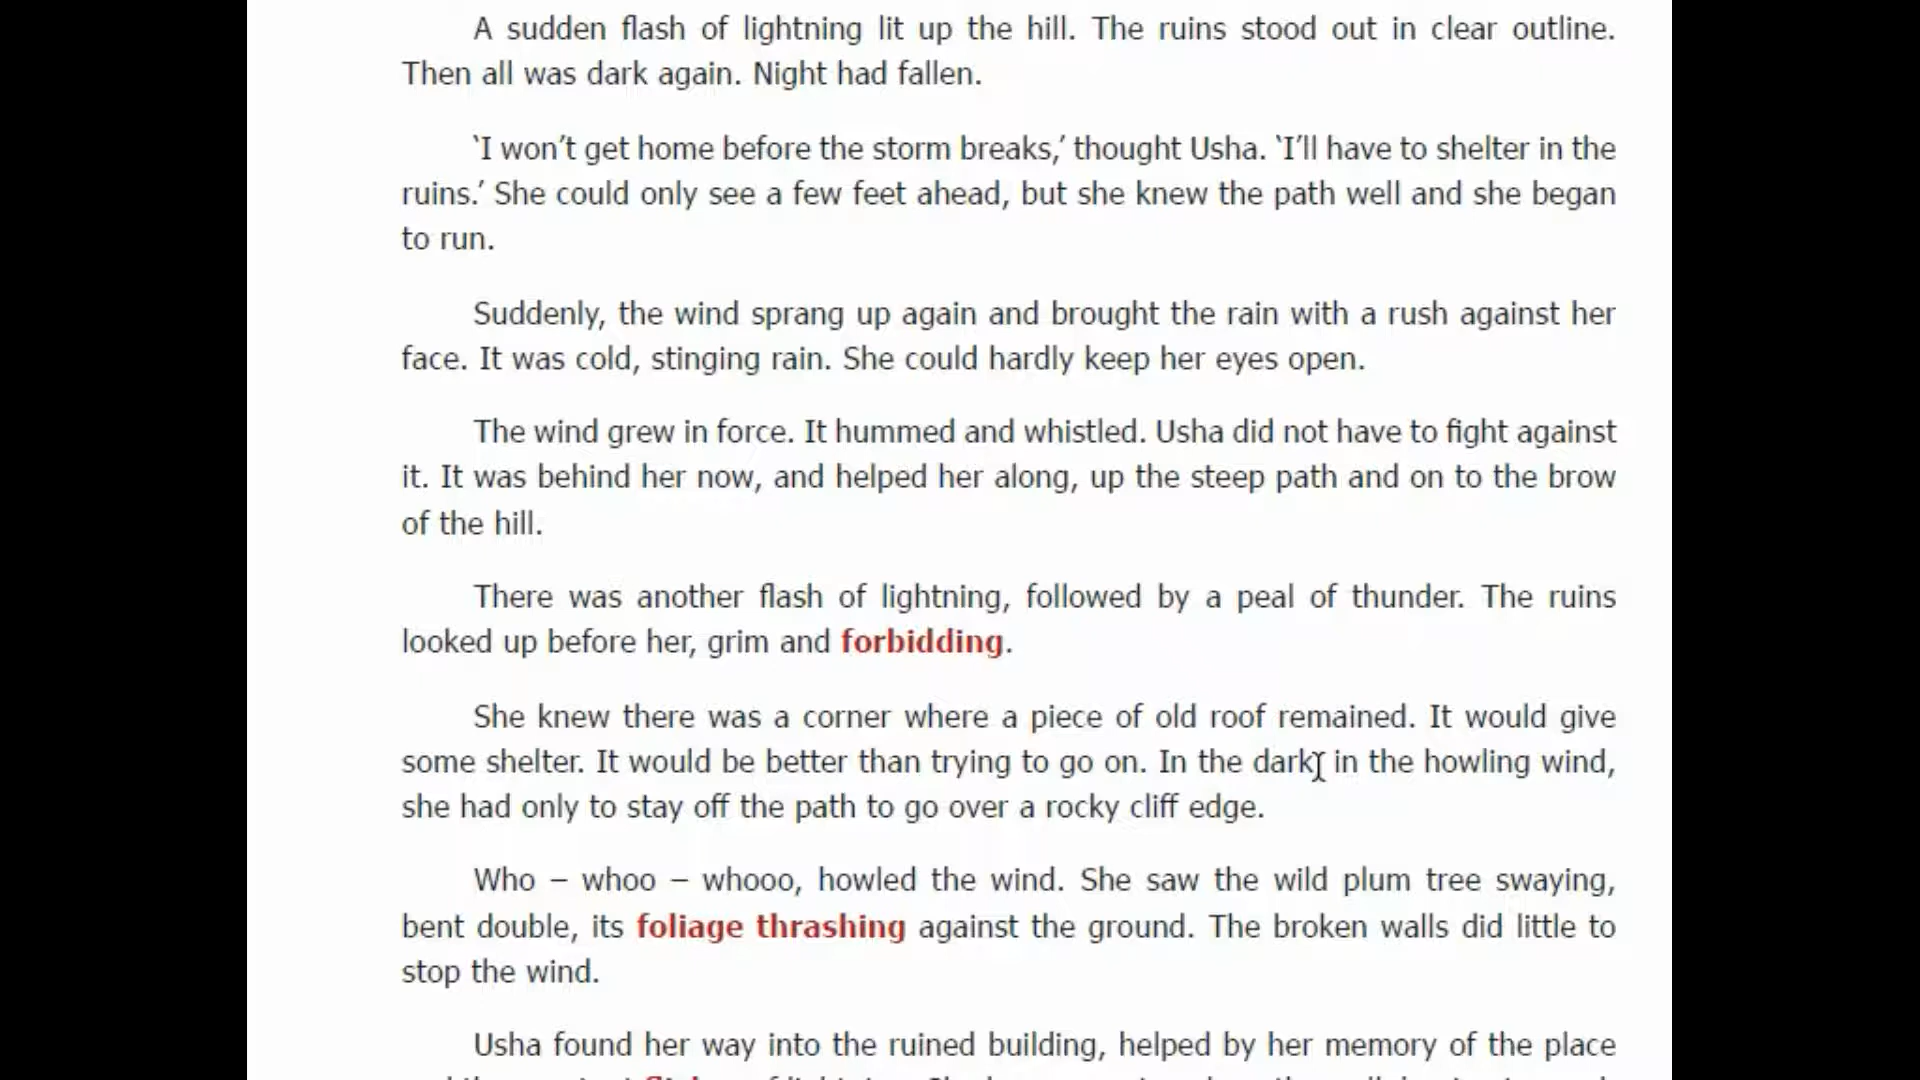 A sudden flash of lightning lit up the hill. The ruins stood out in clear outline.
Then all was dark again. Night had fallen.
‘I won’t get home before the storm breaks,’ thought Usha. ‘I’ll have to shelter in the
ruins.’ She could only see a few feet ahead, but she knew the path well and she began
to run.
Suddenly, the wind sprang up again and brought the rain with a rush against her
face. It was cold, stinging rain. She could hardly keep her eyes open.
The wind grew in force. It hummed and whistled. Usha did not have to fight against
it. It was behind her now, and helped her along, up the steep path and on to the brow
of the hill.
There was another flash of lightning, followed by a peal of thunder. The ruins
looked up before her, grim and forbidding.
She knew there was a corner where a piece of old roof remained. It would give
some shelter. It would be better than trying to go on. In the dark, in the howling wind,
she had only to stay off the path to go over a rocky cliff edge.
Who – whoo – whooo, howled the wind. She saw the wild plum tree swaying,
bent double, its foliage thrashing against the ground. The broken walls did little to
stop the wind.
Usha found her way into the ruined building, helped by her memory of the place